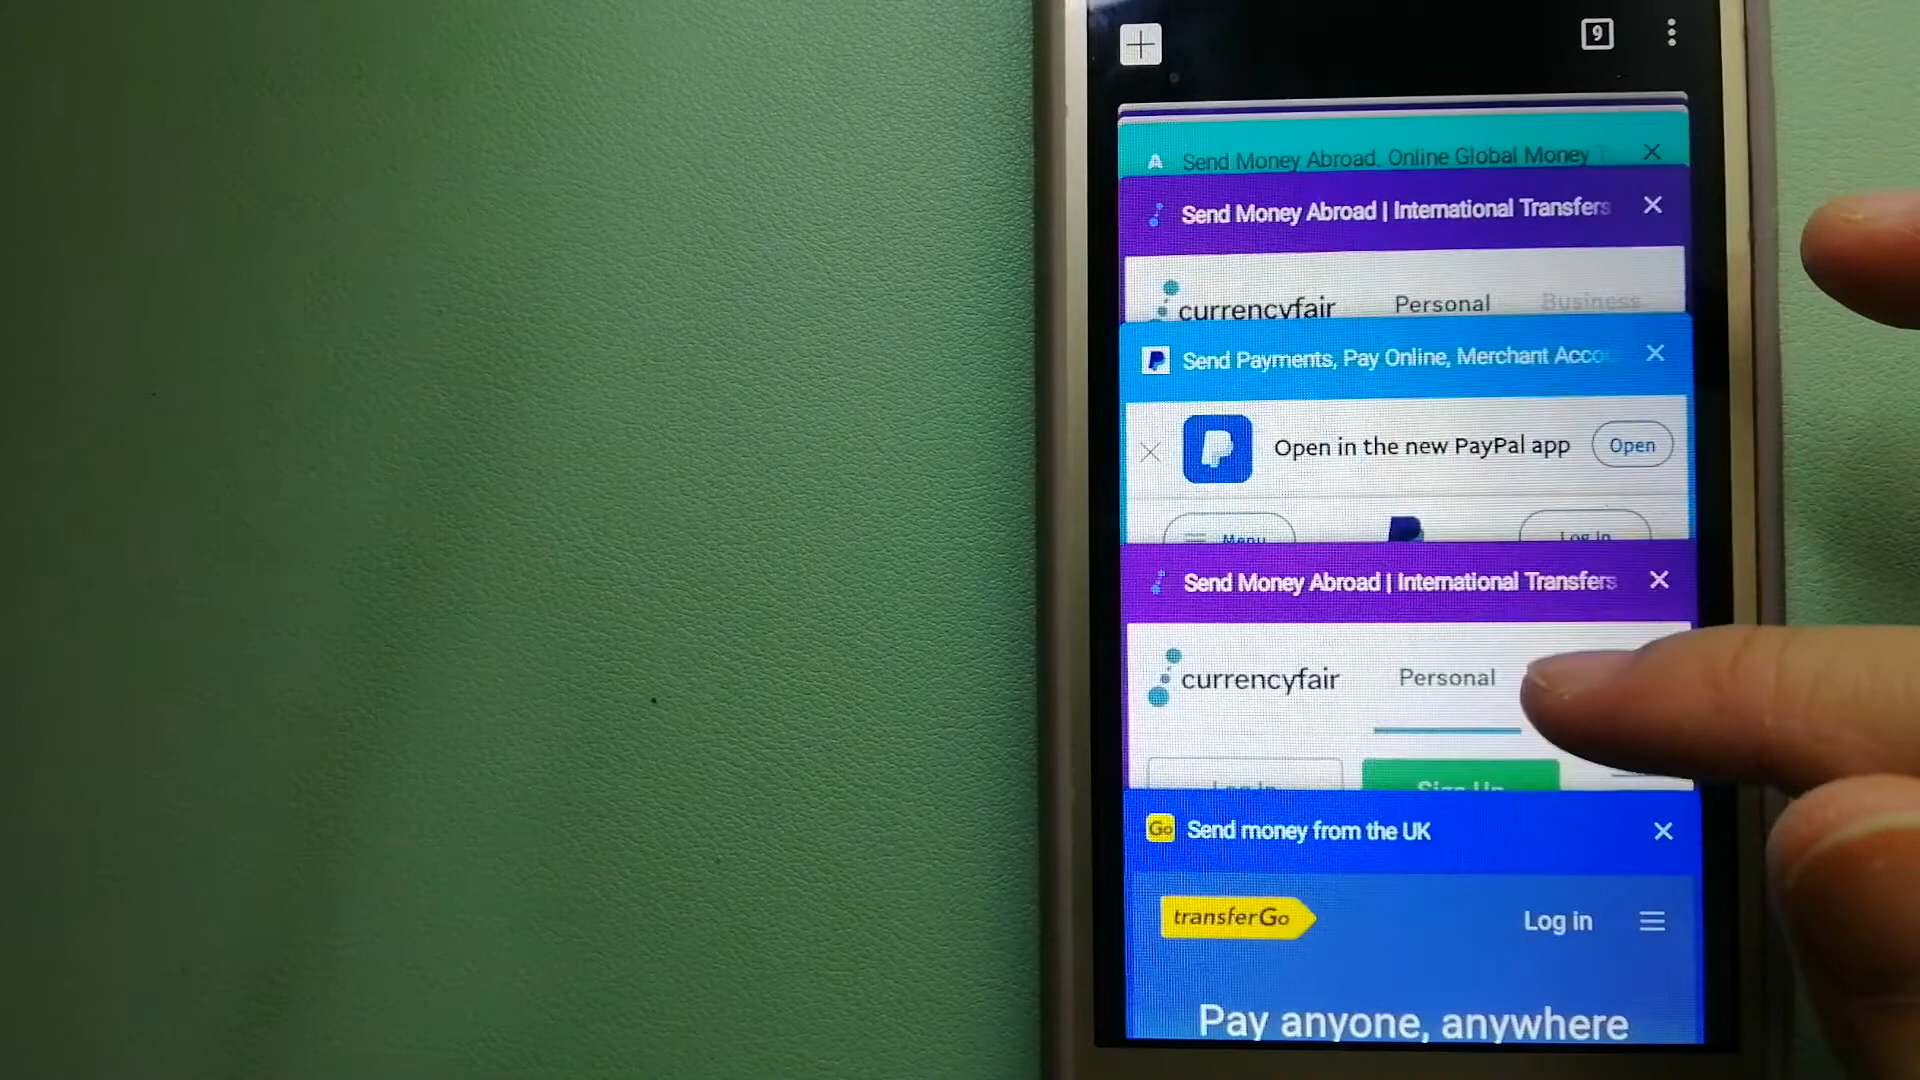 9
A Send Money Abroad. Online Global Money
Send Money Abroad | International Transfers
currencyfair Personal Business
Send Payments, Pay Online, Merchant Acco
Open in the new PayPal app Open
Menu Log In
Send Money Abroad | International Transfers
currencyfair Personal
Log In Sign Up
Go Send money from the UK
transferGo Log in
Pay anyone, anywhere